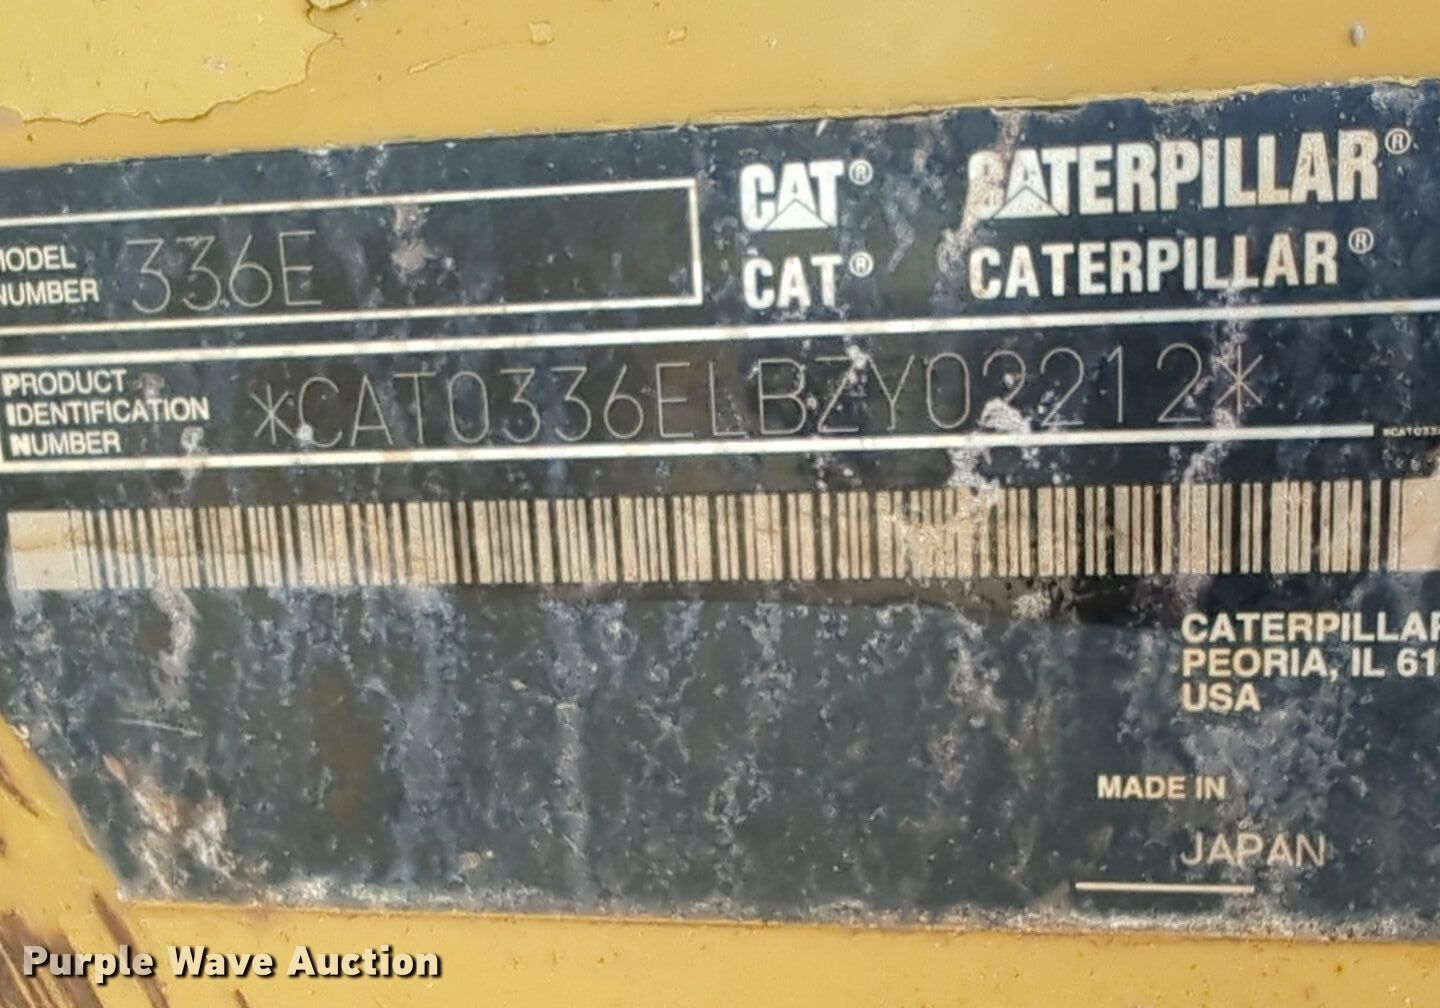 CAT® CATERPILLAR®
MODEL NUMBER 336E
CAT® CATERPILLAR®
PRODUCT IDENTIFICATION NUMBER *CAT0336ELBZY02212*
CATERPILLAR
PEORIA, IL 61
USA
MADE IN
JAPAN
Purple Wave Auction